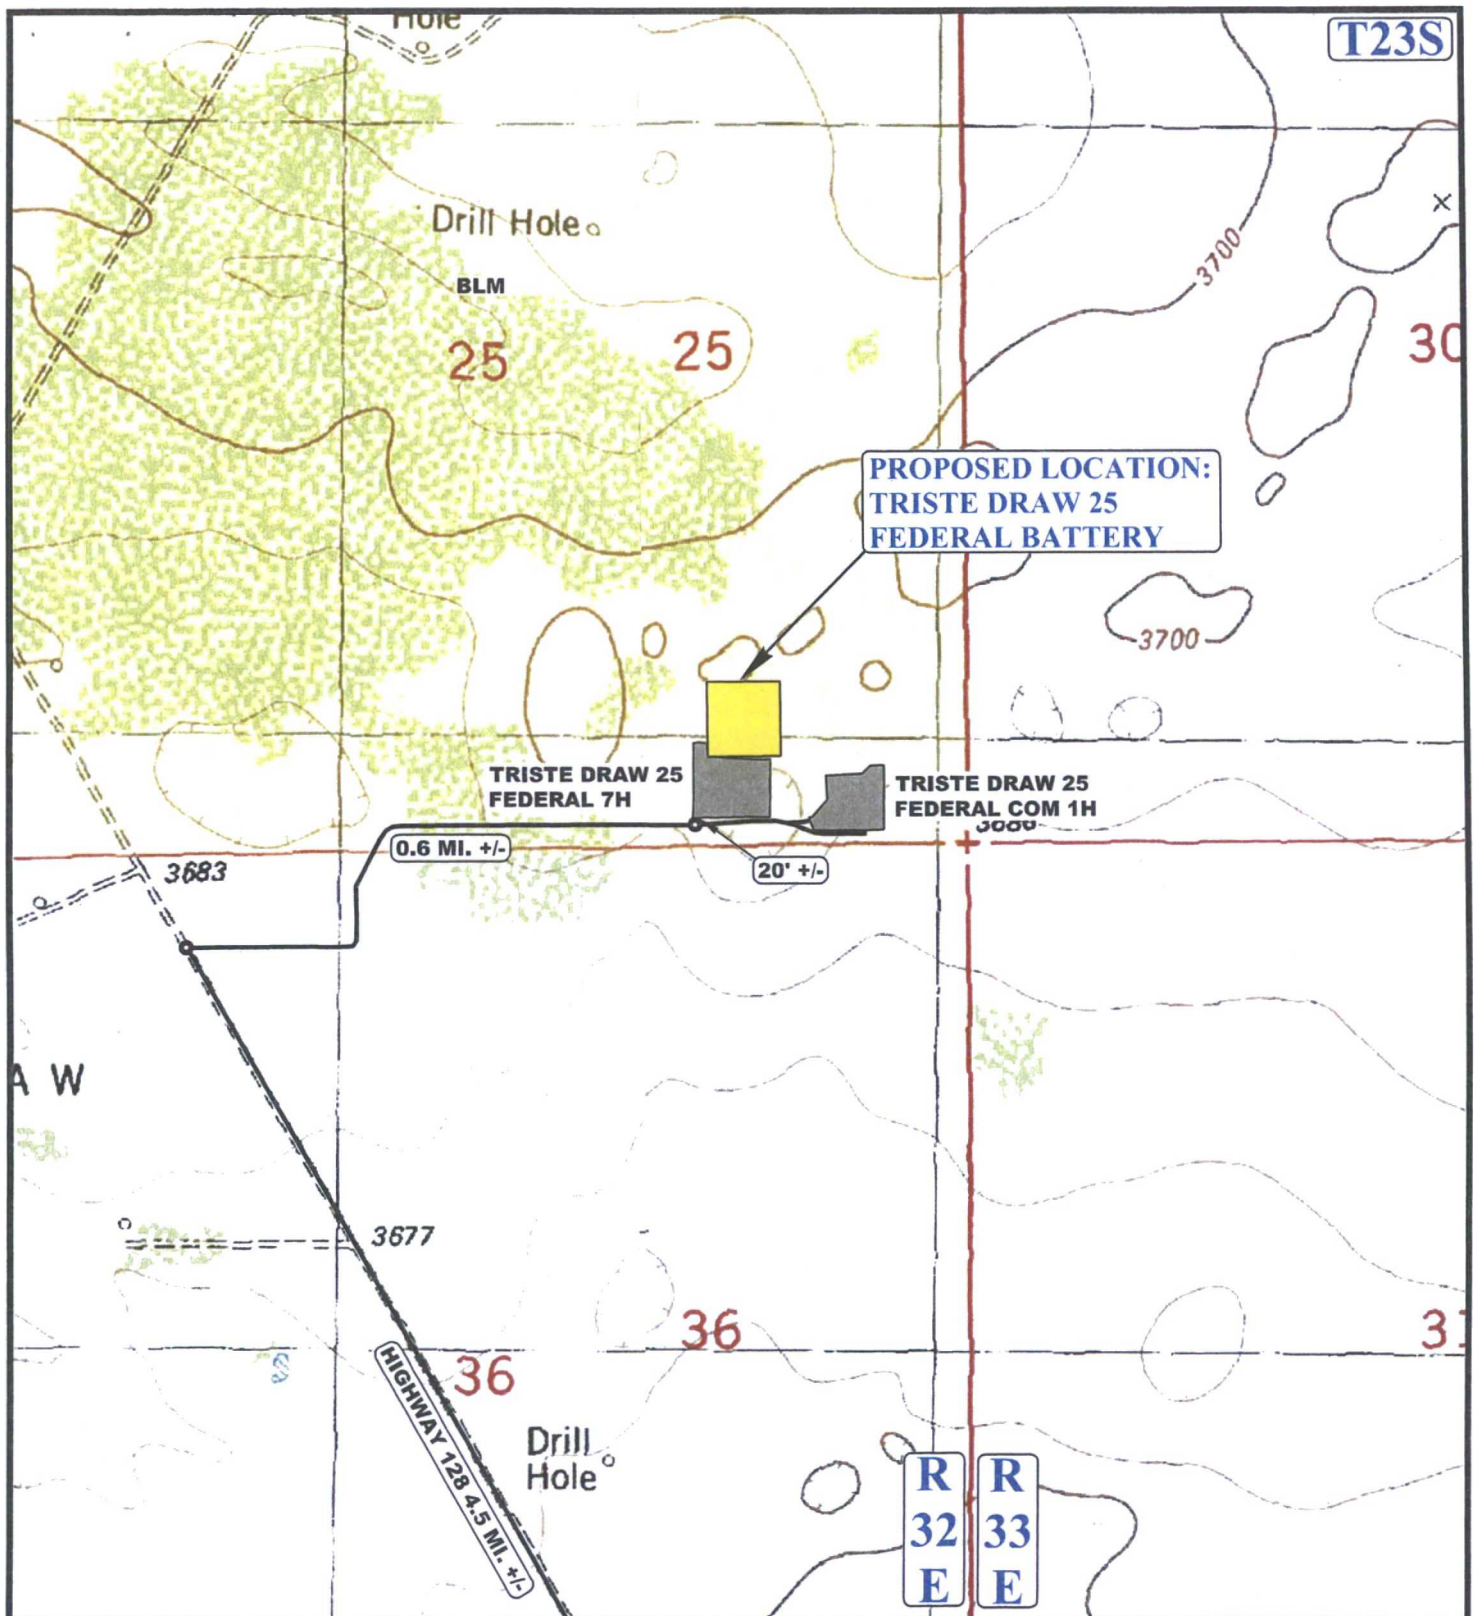 Hole
T23S
Drill Hole
BLM
25
25
30
3700
PROPOSED LOCATION:
TRISTE DRAW 25
FEDERAL BATTERY
3700
TRISTE DRAW 25
FEDERAL 7H
TRISTE DRAW 25
FEDERAL COM 1H
0.6 MI. +/-
20' +/-
3683
A W
3677
36
36
HIGHWAY 128 4.5 MI. +/-
Drill
Hole
R
32
E
R
33
E